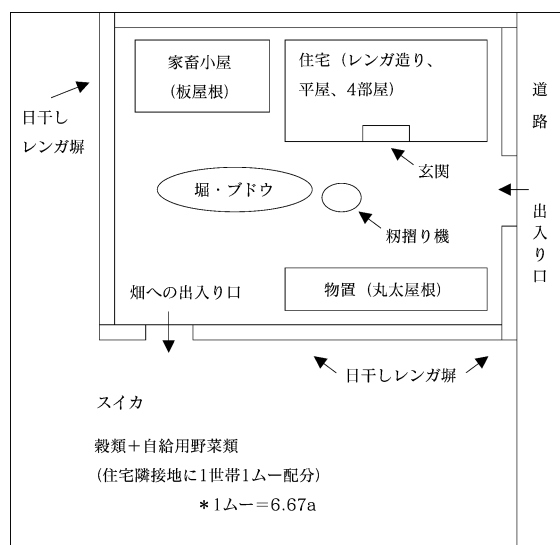 家畜小屋
(板屋根)
住宅(レンガ造り、
平屋、4部屋)
道路
日干し
レンガ塀
玄関
堀・ブドウ
籾摺り機
出入り口
畑への出入り口
物置(丸太屋根)
日干しレンガ塀
スイカ
穀類+自給用野菜類
(住宅隣接地に1世帯1ムー配分)
*1ムー=6.67a